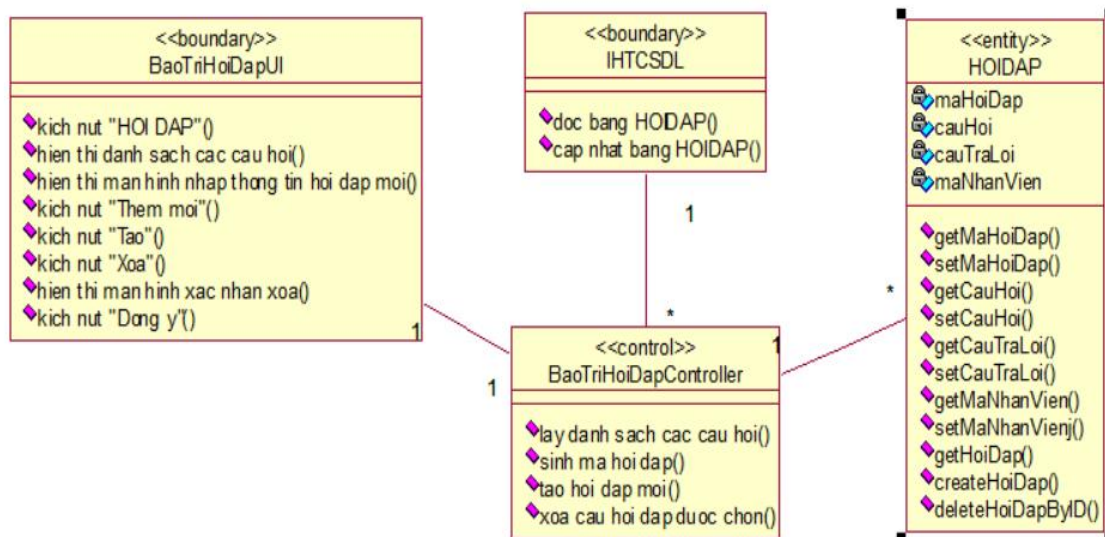 <<boundary>>
BaoTriHoiDapUI
kich nut "HOI DAP"()
hien thi danh sach cac cau hoi()
hien thi man hinh nhap thong tin hoi dap moi()
kich nut "Them moi"()
kich nut "Tao"()
kich nut "Xoa"()
hien thi man hinh xac nhan xoa()
kich nut "Dong y"()
1
<<boundary>>
IHTCSDL
doc bang HOIDAP()
cap nhat bang HOIDAP()
1
*
1
<<control>>
BaoTriHoiDapController
lay danh sach cac cau hoi()
sinh ma hoi dap()
tao hoi dap moi()
xoa cau hoi dap duoc chon()
1
*
<<entity>>
HOIDAP
maHoiDap
cauHoi
cauTraLoi
maNhanVien
getMaHoiDap()
setMaHoiDap()
getCauHoi()
setCauHoi()
getCauTraLoi()
setCauTraLoi()
getMaNhanVien()
setMaNhanVienj()
getHoiDap()
createHoiDap()
deleteHoiDapByID()